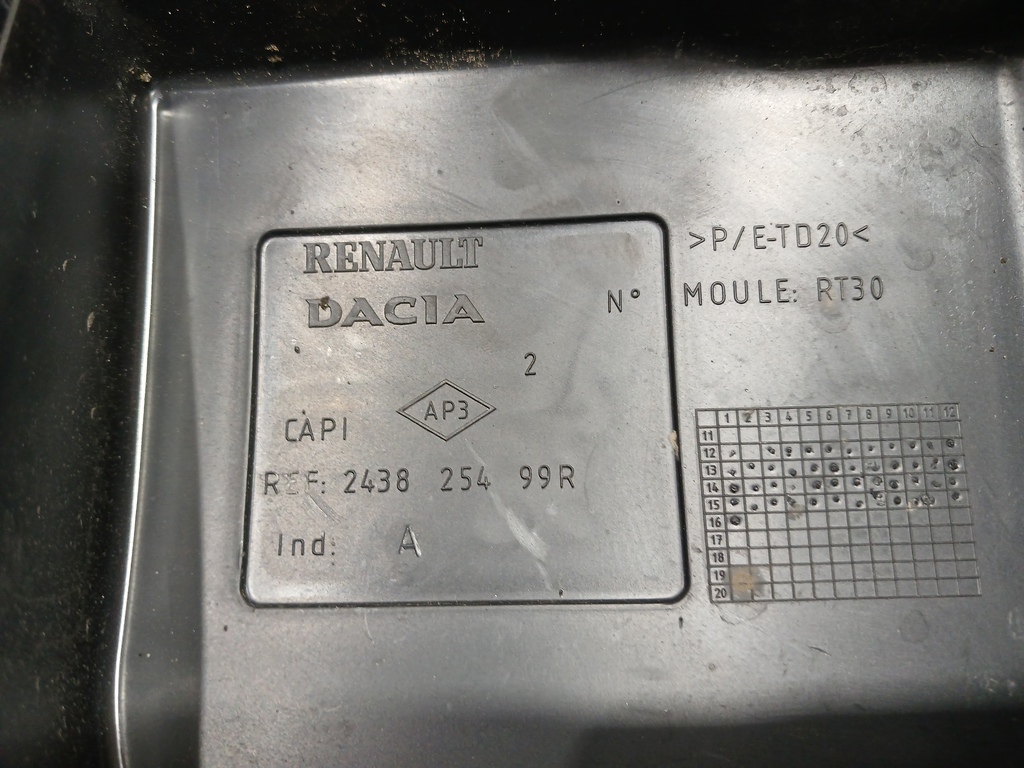 RENAULT
DACIA
N°
2
AP3
CAPI
REF: 2438 254 99R
Ind: A
>P/E-TD20<
MOULE: RT30
1 2 3 4 5 6 7 8 9 10 11 12
11
12
13
14
15
16
17
18
19
20